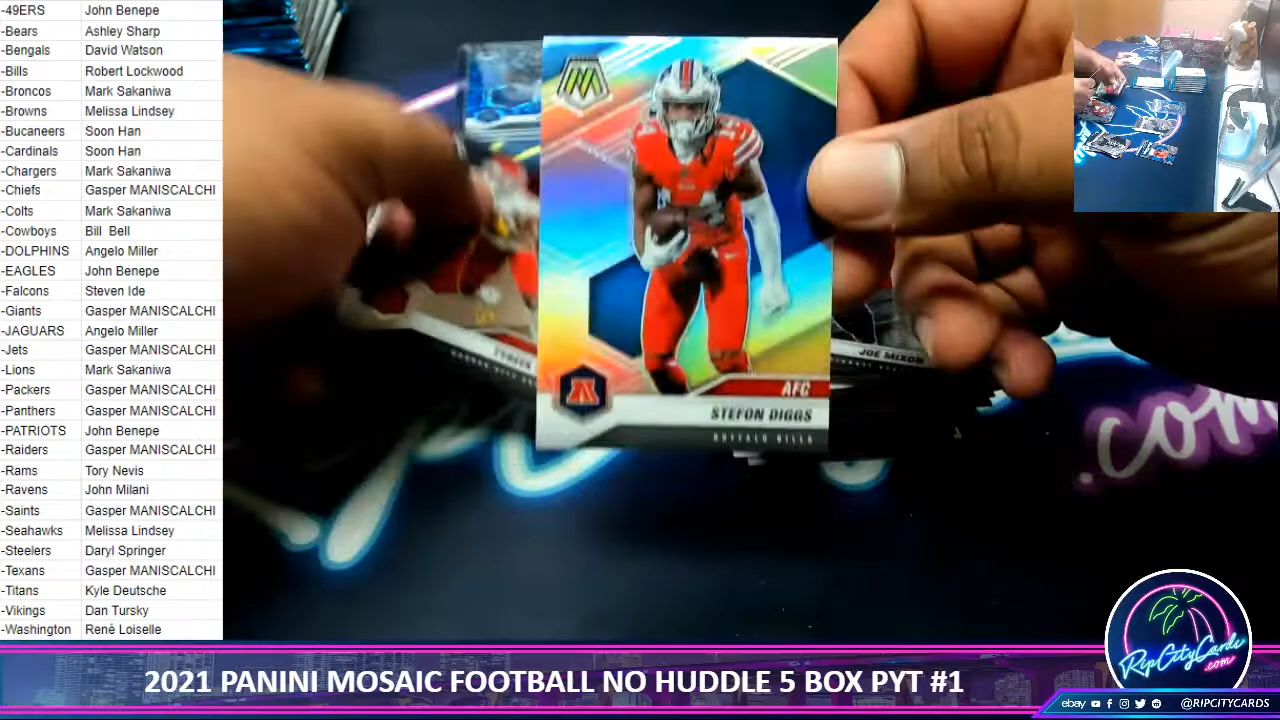 -49ERS John Benepe
-Bears Ashley Sharp
-Bengals David Watson
-Bills Robert Lockwood
-Broncos Mark Sakaniwa
-Browns Melissa Lindsey
-Bucaneers Soon Han
-Cardinals Soon Han
-Chargers Mark Sakaniwa
-Chiefs Gasper MANISCALCHI
-Colts Mark Sakaniwa
-Cowboys Bill Bell
-DOLPHINS Angelo Miller
-EAGLES John Benepe
-Falcons Steven Ide
-Giants Gasper MANISCALCHI
-JAGUARS Angelo Miller
-Jets Gasper MANISCALCHI
-Lions Mark Sakaniwa
-Packers Gasper MANISCALCHI
-Panthers Gasper MANISCALCHI
-PATRIOTS John Benepe
-Raiders Gasper MANISCALCHI
-Rams Tory Nevis
-Ravens John Milani
-Saints Gasper MANISCALCHI
-Seahawks Melissa Lindsey
-Steelers Daryl Springer
-Texans Gasper MANISCALCHI
-Titans Kyle Deutsche
-Vikings Dan Tursky
-Washington René Loiselle
AFC
STEFON DIGGS
BUFFALO BILLS
JOE MIXON
.com
RipCityCards
.com
2021 PANINI MOSAIC FOOTBALL NO HUDDLE 5 BOX PYT #1
ebay @RIPCITYCARDS